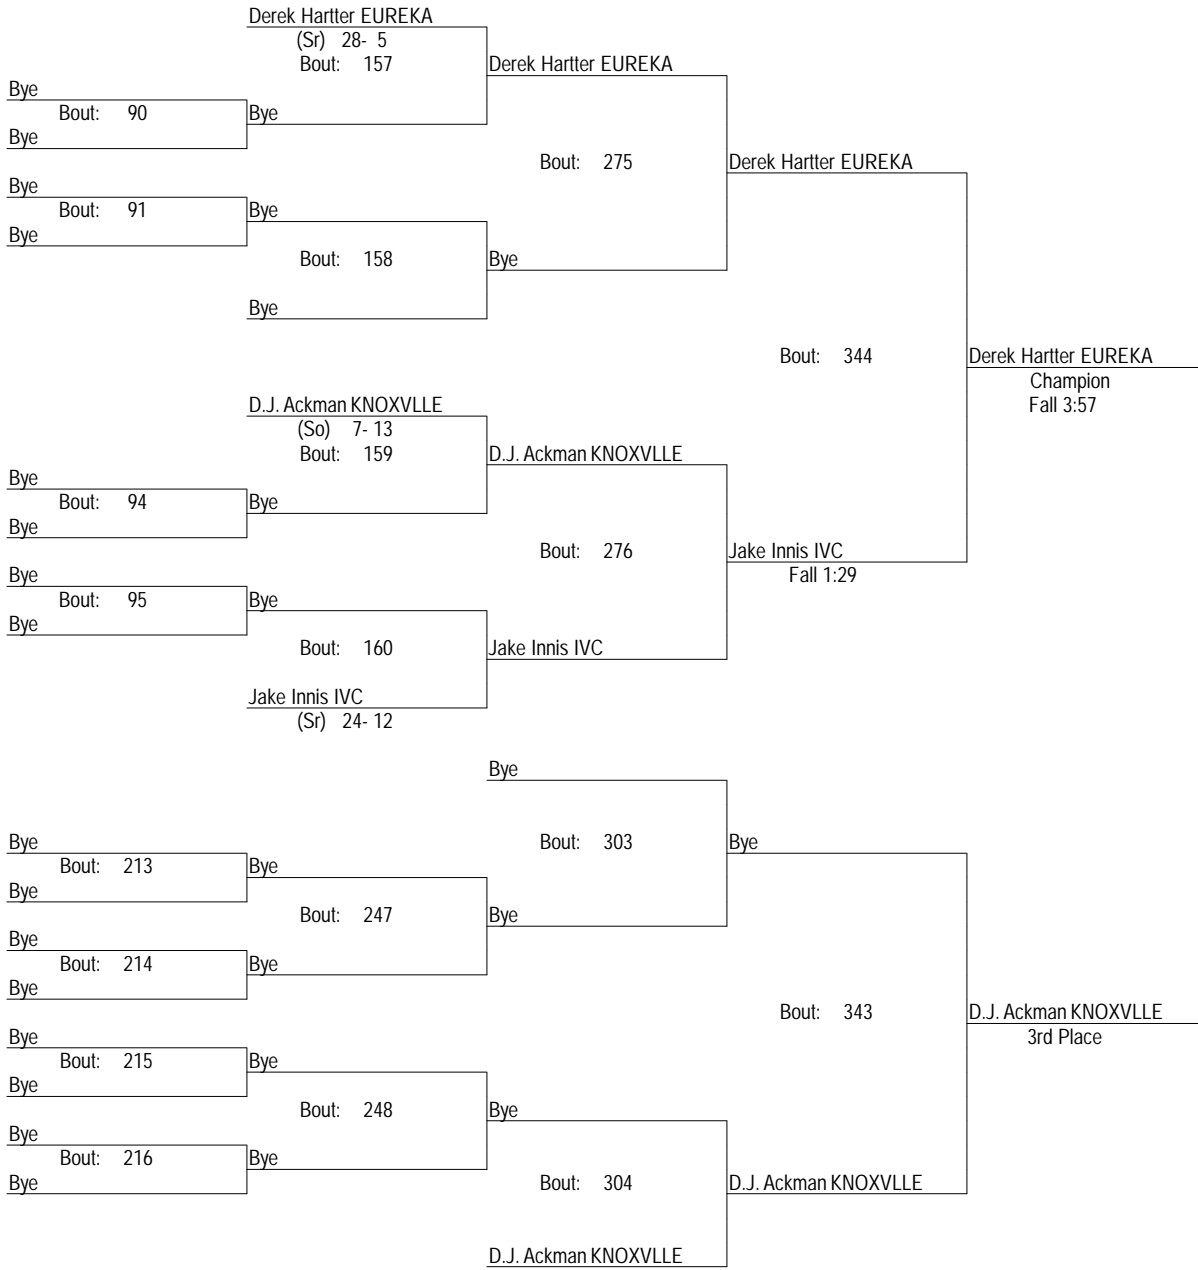 Derek Hartter EUREKA
(Sr) 28- 5
Bout: 157
Derek Hartter EUREKA
Bye
Bout: 90
Bye
Bye
Bout: 275
Derek Hartter EUREKA
Bye
Bout: 91
Bye
Bye
Bout: 158
Bye
Bye
Bout: 344
Derek Hartter EUREKA
Champion
Fall 3:57
D.J. Ackman KNOXVLLE
(So) 7- 13
Bout: 159
D.J. Ackman KNOXVLLE
Bye
Bout: 94
Bye
Bye
Bout: 276
Jake Innis IVC
Fall 1:29
Bye
Bout: 95
Bye
Bye
Bout: 160
Jake Innis IVC
Jake Innis IVC
(Sr) 24- 12
Bye
Bout: 303
Bye
Bye
Bout: 213
Bye
Bye
Bout: 247
Bye
Bye
Bout: 214
Bye
Bye
Bout: 343
D.J. Ackman KNOXVLLE
3rd Place
Bye
Bout: 215
Bye
Bye
Bout: 248
Bye
Bye
Bout: 216
Bye
Bye
Bout: 304
D.J. Ackman KNOXVLLE
D.J. Ackman KNOXVLLE